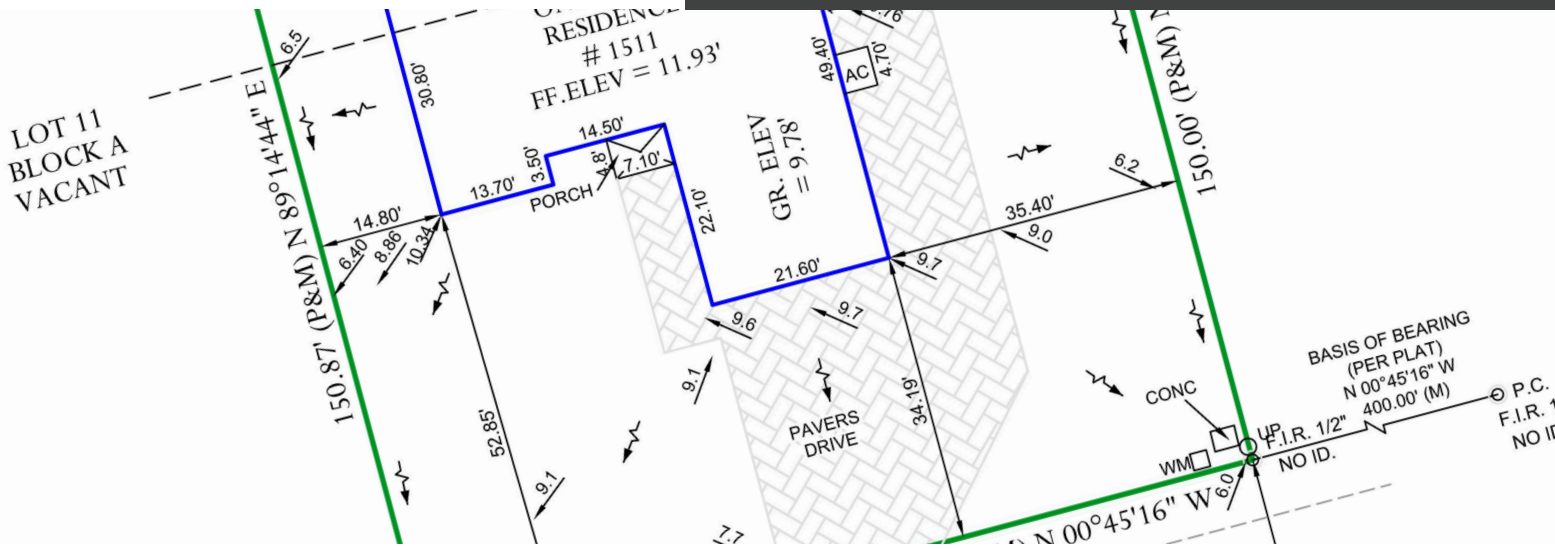 RESIDENCE
# 1511
FF.ELEV = 11.93'
LOT 11
BLOCK A
VACANT
6.5
150.87' (P&M) N 89°14'44" E
30.80'
14.80'
6.40
8.86
10.34
13.70'
3.50'
14.50'
4.8'
7.10'
PORCH
22.10'
GR. ELEV
= 9.78'
49.40'
AC
4.70'
21.60'
9.7
9.7
9.6
9.1
9.1
52.85'
34.19'
PAVERS
DRIVE
7.7
35.40'
9.0
6.2
150.00' (P&M) N
BASIS OF BEARING
(PER PLAT)
N 00°45'16" W
400.00' (M)
P.C.
F.I.R. 1
NO ID
CONC
UP
F.I.R. 1/2"
NO ID.
WM
6.0
M) N 00°45'16" W